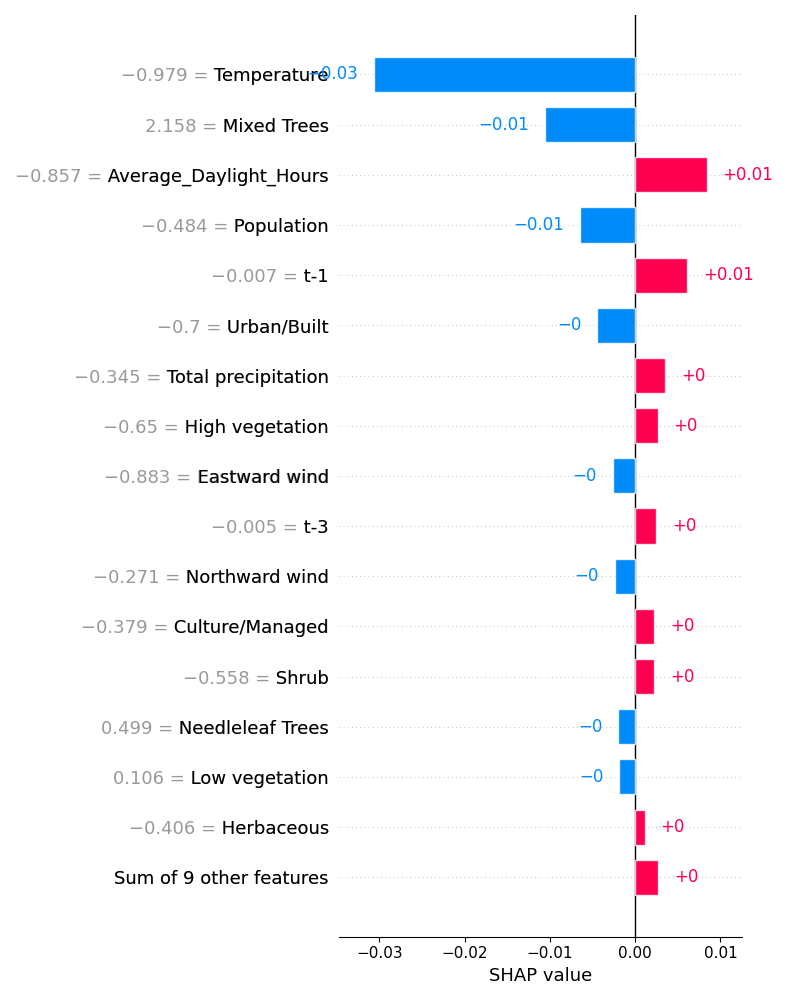 −0.979 = Temperature −0.03
2.158 = Mixed Trees −0.01
−0.857 = Average_Daylight_Hours +0.01
−0.484 = Population −0.01
−0.007 = t-1 +0.01
−0.7 = Urban/Built −0
−0.345 = Total precipitation +0
−0.65 = High vegetation +0
−0.883 = Eastward wind −0
−0.005 = t-3 +0
−0.271 = Northward wind −0
−0.379 = Culture/Managed +0
−0.558 = Shrub +0
0.499 = Needleleaf Trees −0
0.106 = Low vegetation −0
−0.406 = Herbaceous +0
Sum of 9 other features +0
−0.03 −0.02 −0.01 0.00 0.01
SHAP value